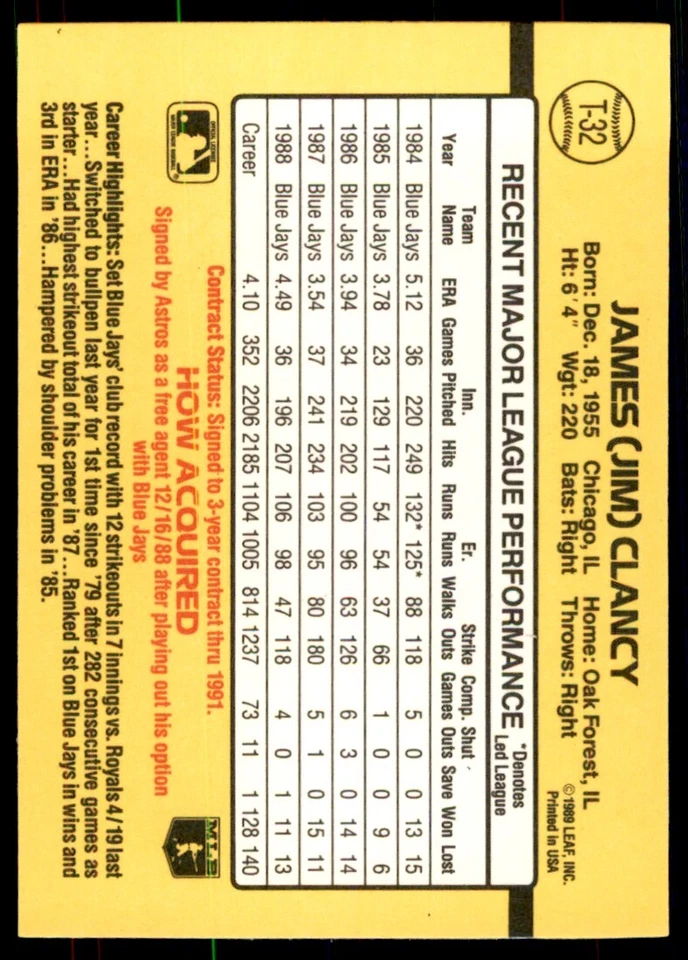 T-32
JAMES (JIM) CLANCY
Born: Dec. 18, 1955 Chicago, IL Home: Oak Forest, IL
Ht: 6'4" Wgt: 220 Bats: Right Throws: Right
© 1989 LEAF, INC.
Printed in USA
RECENT MAJOR LEAGUE PERFORMANCE *Denotes Led League
Year Team Name ERA Games Inn. Pitched Hits Runs Er. Runs Walks Strike Outs Comp. Games Shut Outs Save Won Lost
1984 Blue Jays 5.12 36 220 249 132* 125* 88 118 5 0 0 13 15
1985 Blue Jays 3.78 23 129 117 54 54 37 66 1 0 0 9 6
1986 Blue Jays 3.94 34 219 202 100 96 63 126 6 3 0 14 14
1987 Blue Jays 3.54 37 241 234 103 95 80 180 5 1 0 15 11
1988 Blue Jays 4.49 36 196 207 106 98 47 118 4 0 1 11 13
Career 4.10 352 2206 2185 1104 1005 814 1237 73 11 1 128 140
OFFICIAL LICENSEE
MAJOR LEAGUE BASEBALL
Contract Status: Signed to 3-year contract thru 1991.
HOW ACQUIRED
Signed by Astros as a free agent 12/16/88 after playing out his option
with Blue Jays
MLB
Career Highlights: Set Blue Jays' club record with 12 strikeouts in 7 innings vs. Royals 4/19 last
year...Switched to bullpen last year for 1st time since '79 after 282 consecutive games as
starter...Had highest strikeout total of his career in '87...Ranked 1st on Blue Jays in wins and
3rd in ERA in '86...Hampered by shoulder problems in '85.